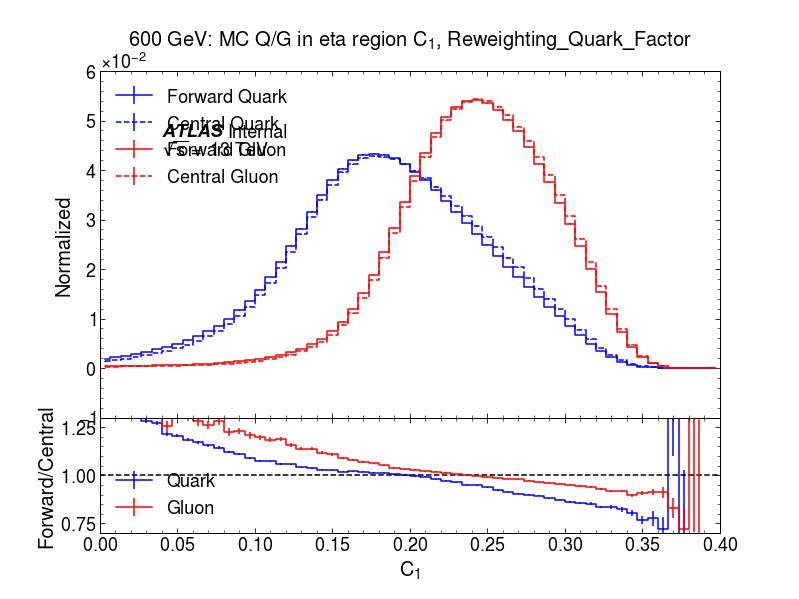 600 GeV: MC Q/G in eta region C₁, Reweighting_Quark_Factor
×10⁻²
6
5
4
3
2
1
0
−1
Normalized
Forward Quark
Central Quark
ATLAS Internal
√s = 13 TeV
Forward Gluon
Central Gluon
1.25
1.00
0.75
Forward/Central
Quark
Gluon
0.00 0.05 0.10 0.15 0.20 0.25 0.30 0.35 0.40
C₁